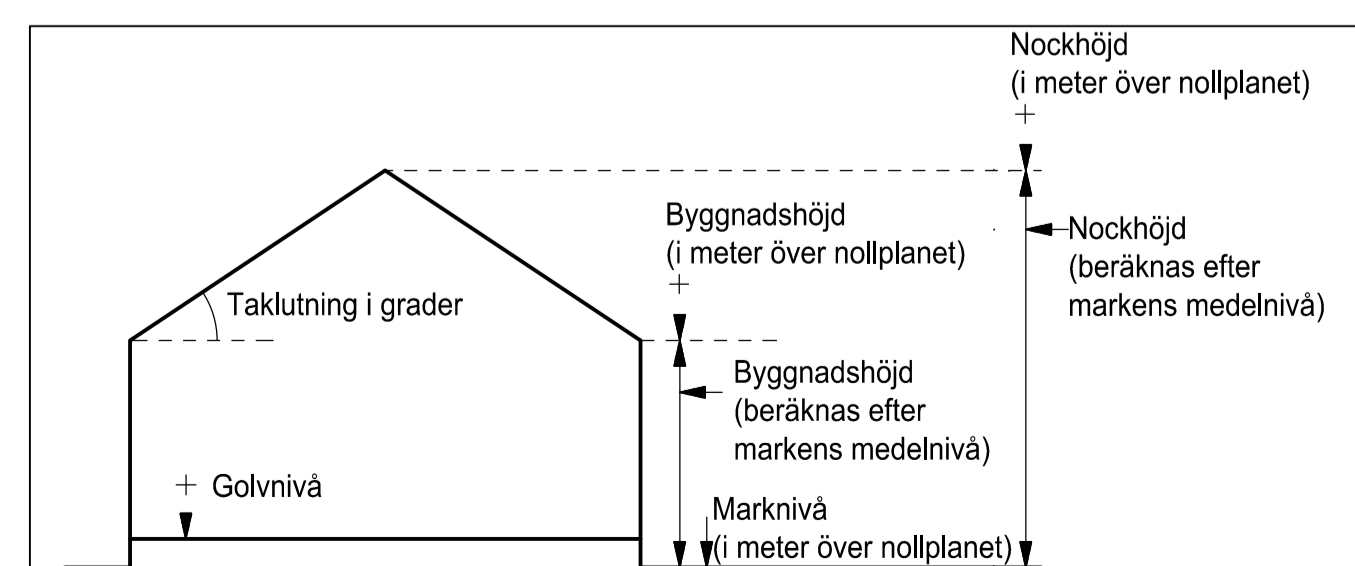 Nockhöjd
(i meter över nollplanet)
+
Byggnadshöjd
(i meter över nollplanet)
+
Nockhöjd
(beräknas efter
markens medelnivå)
Taklutning i grader
Byggnadshöjd
(beräknas efter
markens medelnivå)
+ Golvnivå
Marknivå
(i meter över nollplanet)